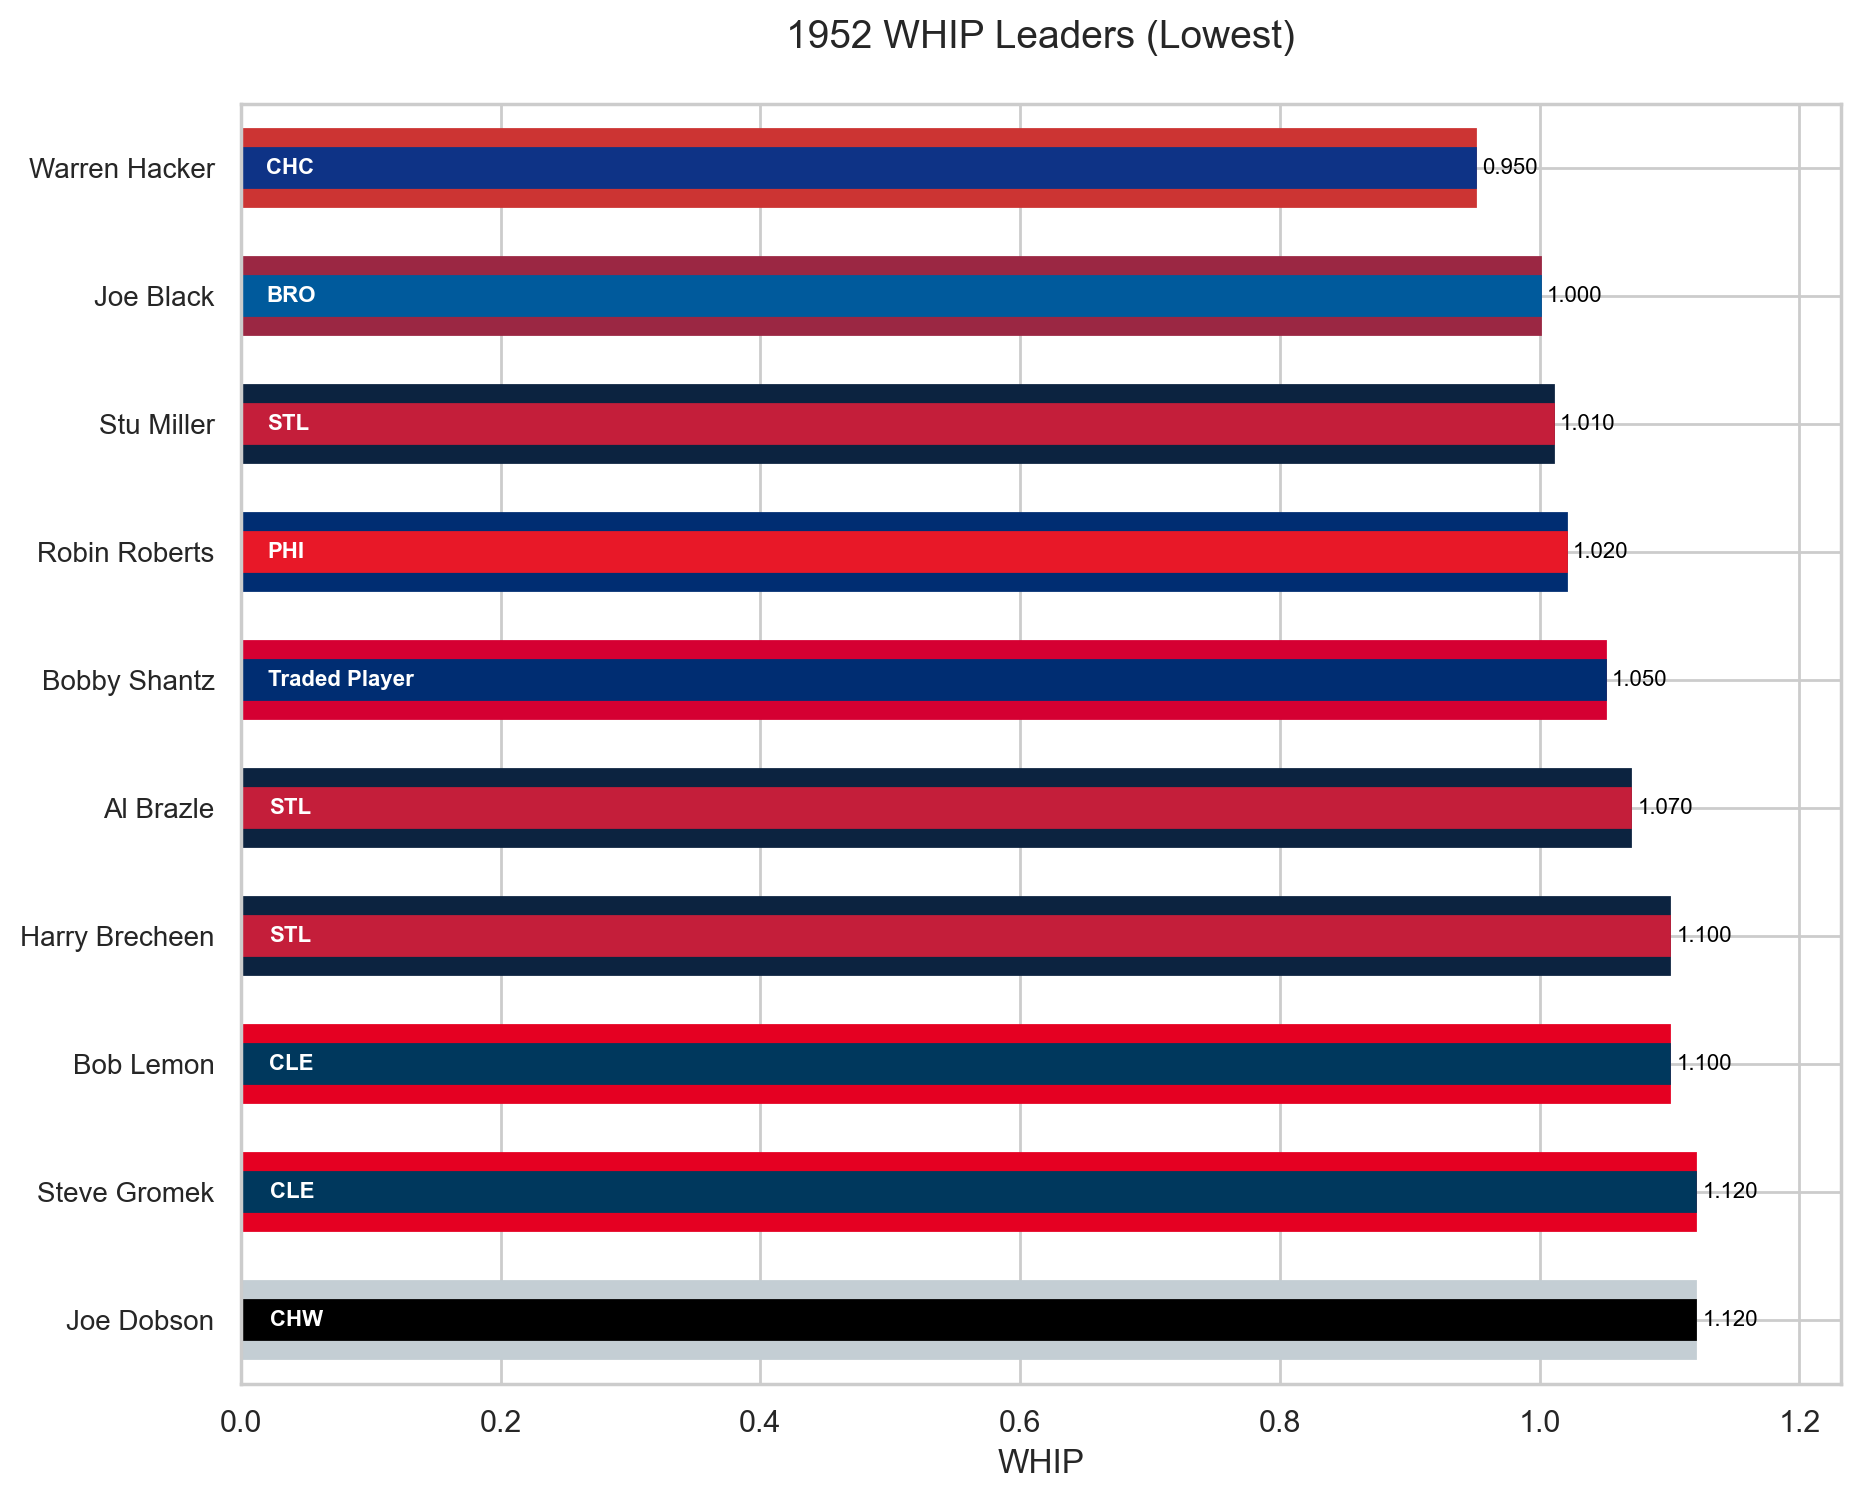 1952 WHIP Leaders (Lowest)
Warren Hacker CHC 0.950
Joe Black BRO 1.000
Stu Miller STL 1.010
Robin Roberts PHI 1.020
Bobby Shantz Traded Player 1.050
Al Brazle STL 1.070
Harry Brecheen STL 1.100
Bob Lemon CLE 1.100
Steve Gromek CLE 1.120
Joe Dobson CHW 1.120
0.0 0.2 0.4 0.6 0.8 1.0 1.2
WHIP